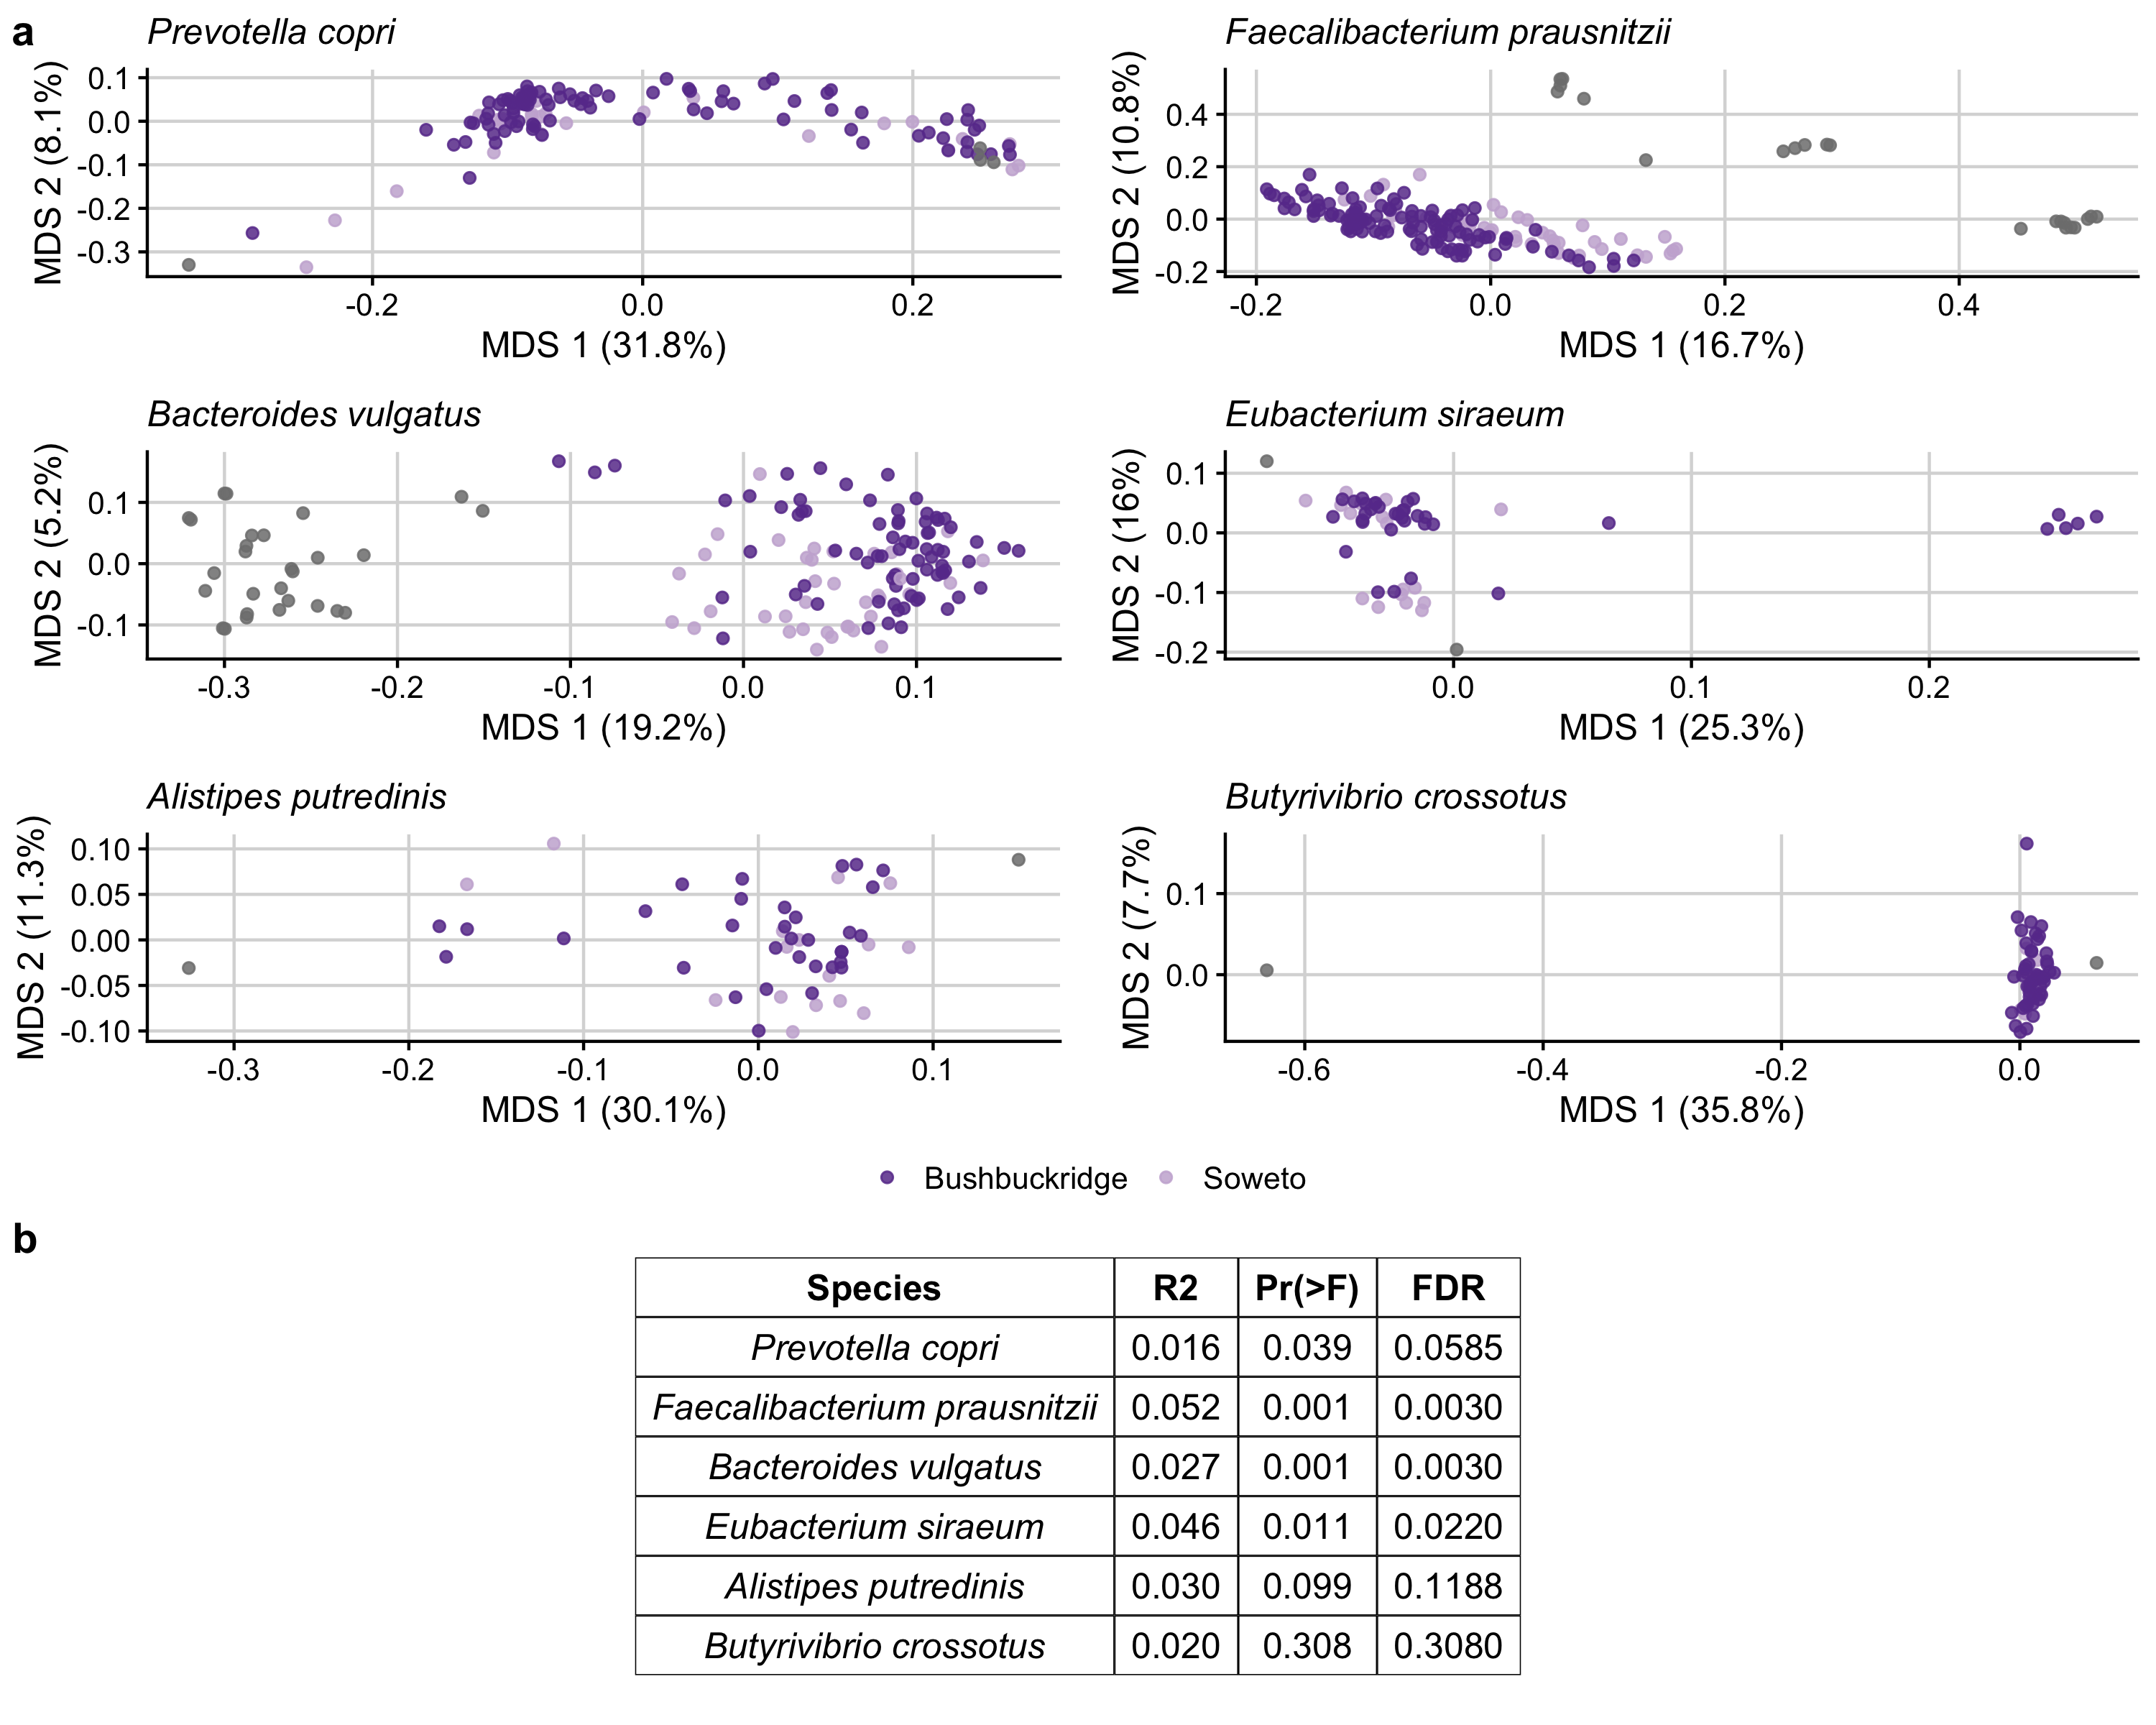 a
Prevotella copri
MDS 2 (8.1%)
0.1
0.0
-0.1
-0.2
-0.3
-0.2 0.0 0.2
MDS 1 (31.8%)
Faecalibacterium prausnitzii
MDS 2 (10.8%)
0.4
0.2
0.0
-0.2
-0.2 0.0 0.2 0.4
MDS 1 (16.7%)
Bacteroides vulgatus
MDS 2 (5.2%)
0.1
0.0
-0.1
-0.3 -0.2 -0.1 0.0 0.1
MDS 1 (19.2%)
Eubacterium siraeum
MDS 2 (16%)
0.1
0.0
-0.1
-0.2
0.0 0.1 0.2
MDS 1 (25.3%)
Alistipes putredinis
MDS 2 (11.3%)
0.10
0.05
0.00
-0.05
-0.10
-0.3 -0.2 -0.1 0.0 0.1
MDS 1 (30.1%)
Butyrivibrio crossotus
MDS 2 (7.7%)
0.1
0.0
-0.6 -0.4 -0.2 0.0
MDS 1 (35.8%)
Bushbuckridge Soweto
b
Species R2 Pr(>F) FDR
Prevotella copri 0.016 0.039 0.0585
Faecalibacterium prausnitzii 0.052 0.001 0.0030
Bacteroides vulgatus 0.027 0.001 0.0030
Eubacterium siraeum 0.046 0.011 0.0220
Alistipes putredinis 0.030 0.099 0.1188
Butyrivibrio crossotus 0.020 0.308 0.3080